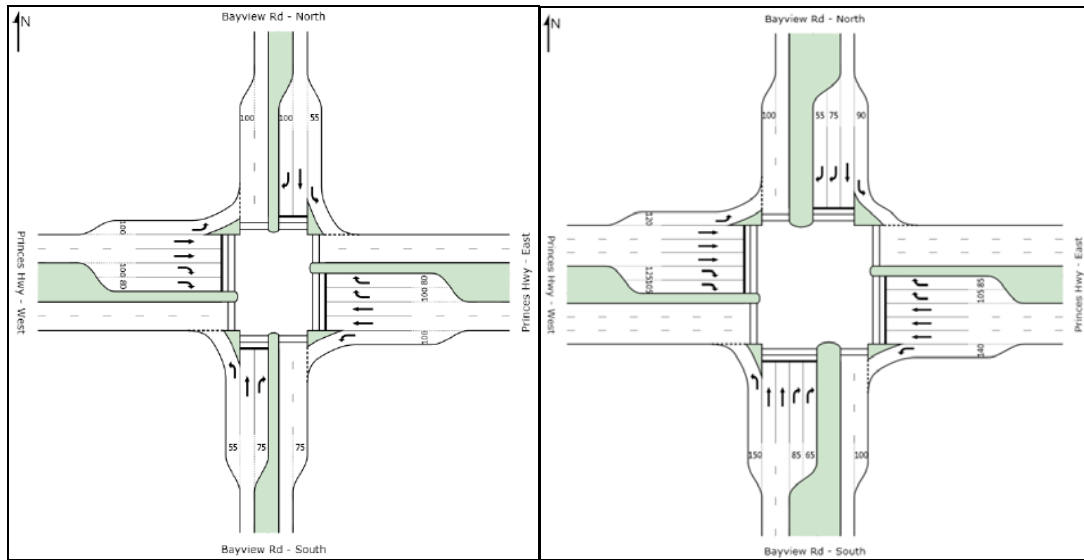 N
Bayview Rd - North
100
100
55
100
Princes Hwy - West
100 80
100 80
Princes Hwy - East
100
55
75
75
Bayview Rd - South
N
Bayview Rd - North
100
55
75
90
120
Princes Hwy - West
125105
105 85
Princes Hwy - East
140
150
85
65
100
Bayview Rd - South